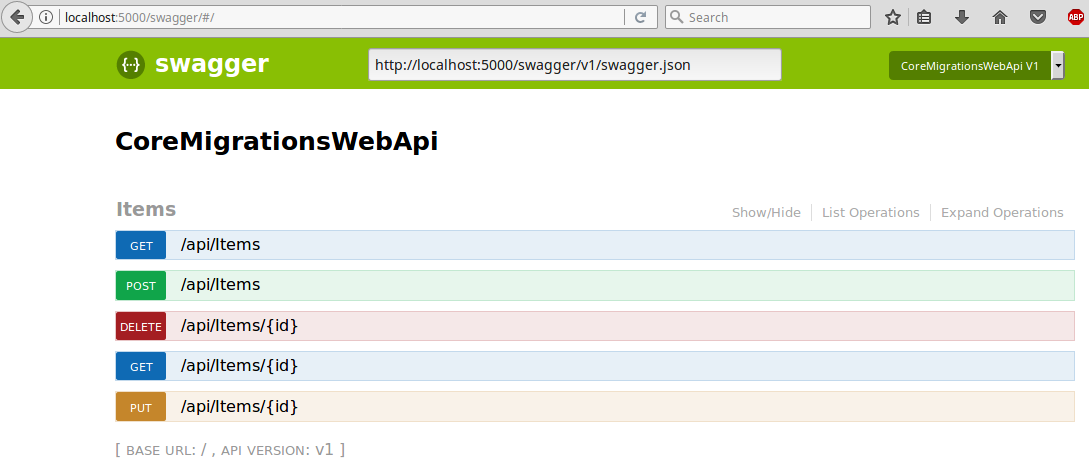 localhost:5000/swagger/#/ Search ABP
{··} swagger http://localhost:5000/swagger/v1/swagger.json CoreMigrationsWebApi V1
CoreMigrationsWebApi
Items Show/Hide List Operations Expand Operations
GET /api/Items
POST /api/Items
DELETE /api/Items/{id}
GET /api/Items/{id}
PUT /api/Items/{id}
[ BASE URL: / , API VERSION: v1 ]